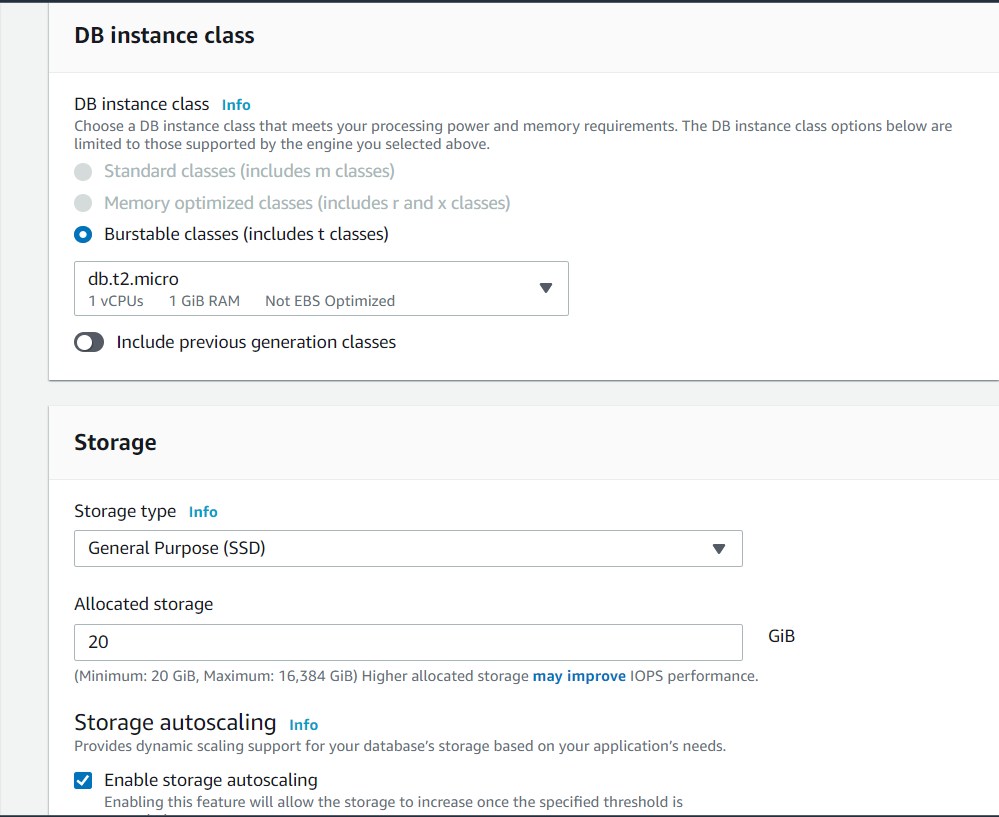 DB instance class
DB instance class Info
Choose a DB instance class that meets your processing power and memory requirements. The DB instance class options below are
limited to those supported by the engine you selected above.
Standard classes (includes m classes)
Memory optimized classes (includes r and x classes)
Burstable classes (includes t classes)
db.t2.micro
1 vCPUs 1 GiB RAM Not EBS Optimized
Include previous generation classes
Storage
Storage type Info
General Purpose (SSD)
Allocated storage
20
GiB
(Minimum: 20 GiB, Maximum: 16,384 GiB) Higher allocated storage may improve IOPS performance.
Storage autoscaling Info
Provides dynamic scaling support for your database’s storage based on your application’s needs.
Enable storage autoscaling
Enabling this feature will allow the storage to increase once the specified threshold is